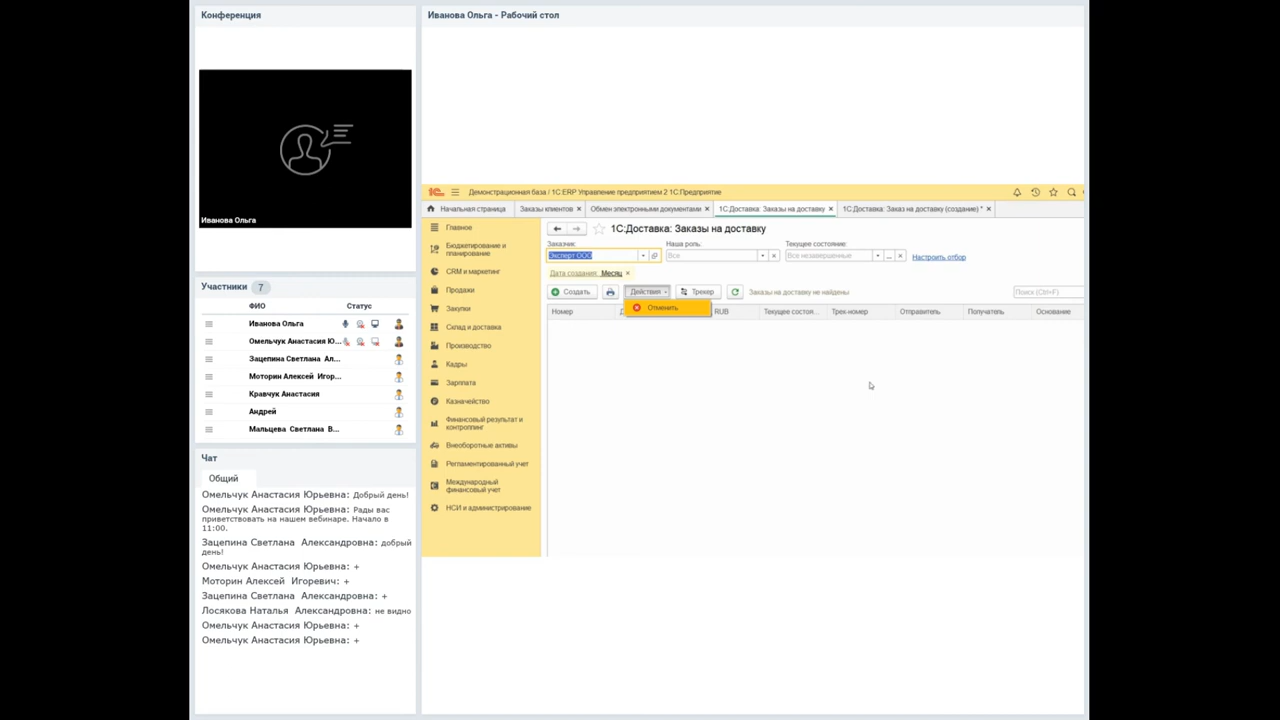 Конференция
Иванова Ольга
Участники 7
ФИО Статус
Иванова Ольга
Омельчук Анастасия Ю...
Зацепина Светлана Ал...
Моторин Алексей Игор...
Кравчук Анастасия
Андрей
Мальцева Светлана В...
Чат
Общий
Омельчук Анастасия Юрьевна: Добрый день!
Омельчук Анастасия Юрьевна: Рады вас
приветствовать на нашем вебинаре. Начало в
11:00.
Зацепина Светлана Александровна: добрый
день!
Омельчук Анастасия Юрьевна: +
Моторин Алексей Игоревич: +
Зацепина Светлана Александровна: +
Лосякова Наталья Александровна: не видно
Омельчук Анастасия Юрьевна: +
Омельчук Анастасия Юрьевна: +
Иванова Ольга - Рабочий стол
Демонстрационная база / 1С:ERP Управление предприятием 2 1С:Предприятие
Начальная страница Заказы клиентов × Обмен электронными документами × 1С:Доставка: Заказы на доставку × 1С:Доставка: Заказ на доставку (создание) * ×
Главное
Бюджетирование и
планирование
CRM и маркетинг
Продажи
Закупки
Склад и доставка
Производство
Кадры
Зарплата
Казначейство
Финансовый результат и
контроллинг
Внеоборотные активы
Регламентированный учет
Международный
финансовый учет
НСИ и администрирование
1С:Доставка: Заказы на доставку
Заказчик: Наша роль: Текущее состояние:
Эксперт ООО Все Все незавершенные ... Настроить отбор
Дата создания: Месяц ×
Создать Действия Трекер Заказы на доставку не найдены Поиск (Ctrl+F)
Отменить
Номер RUB Текущее состоя... Трек-номер Отправитель Получатель Основание